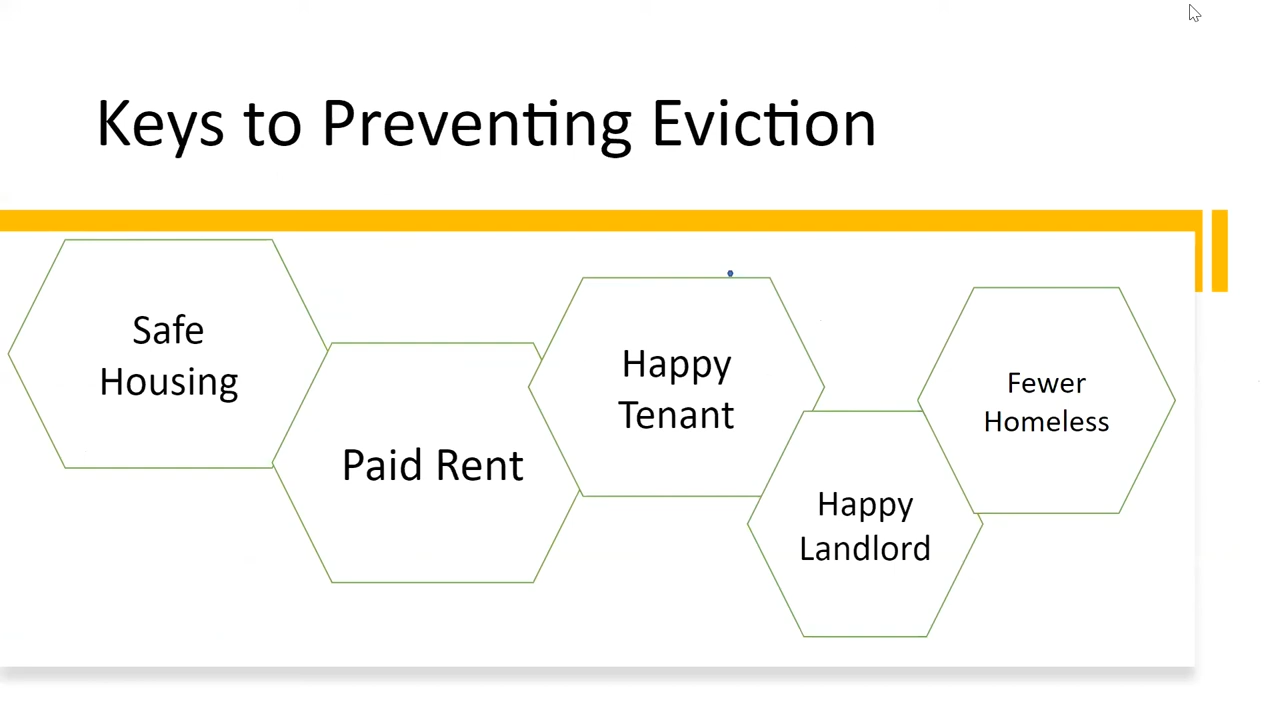 Keys to Preventing Eviction
Safe
Housing
Paid Rent
Happy
Tenant
Happy
Landlord
Fewer
Homeless